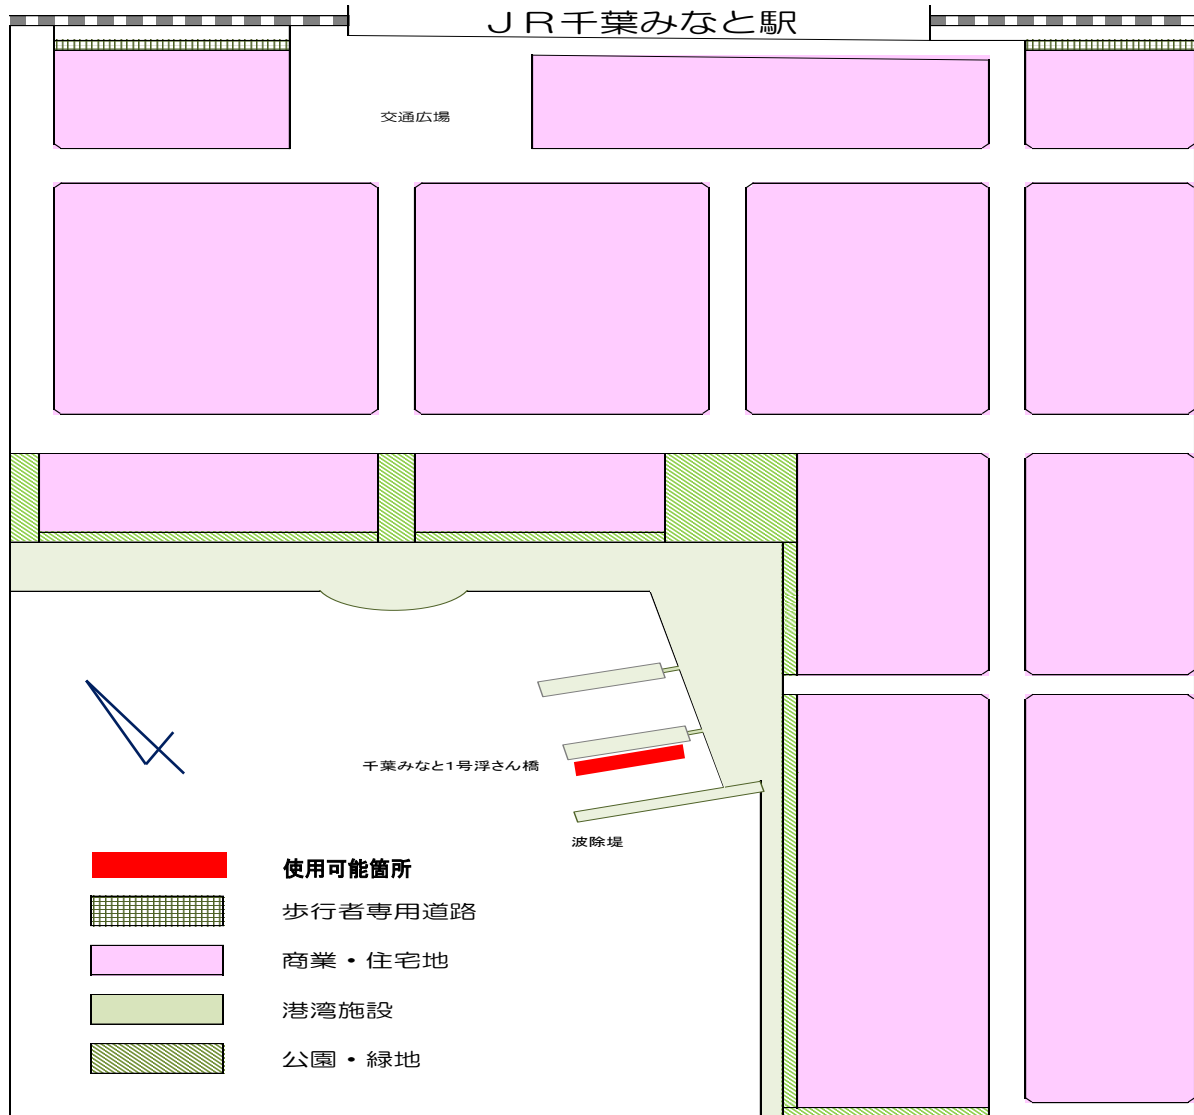 ＪＲ千葉みなと駅
交通広場
千葉みなと1号浮さん橋
波除堤
使用可能箇所
歩行者専用道路
商業・住宅地
港湾施設
公園・緑地